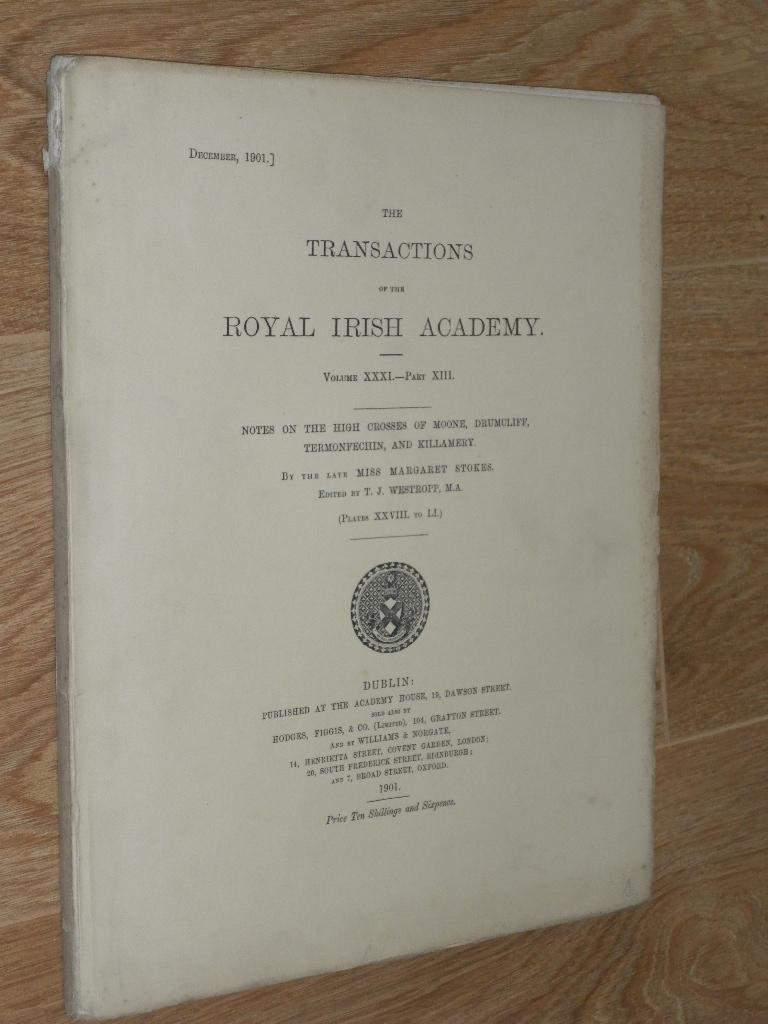 December, 1901.]
THE
TRANSACTIONS
OF THE
ROYAL IRISH ACADEMY.
Volume XXXI.—Part XIII.
NOTES ON THE HIGH CROSSES OF MOONE, DRUMCLIFF,
TERMONFECHIN, AND KILLAMERY.
By the late MISS MARGARET STOKES.
Edited by T. J. WESTROPP, M.A.
(Plates XXVIII. to LI.)
DUBLIN:
PUBLISHED AT THE ACADEMY HOUSE, 19, DAWSON STREET.
SOLD ALSO BY
HODGES, FIGGIS, & CO. (Limited), 104, GRAFTON STREET.
And by WILLIAMS & NORGATE,
14, HENRIETTA STREET, COVENT GARDEN, LONDON;
20, SOUTH FREDERICK STREET, EDINBURGH;
AND 7, BROAD STREET, OXFORD.
1901.
Price Ten Shillings and Sixpence.